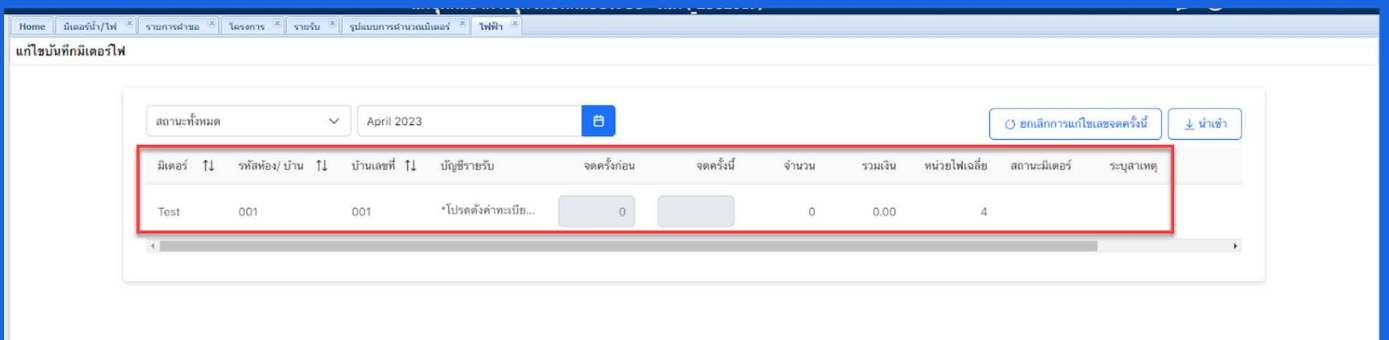 Home มิเตอร์น้ำ/ไฟ รายการคำขอ โครงการ รายรับ รูปแบบการคำนวณมิเตอร์ ไฟฟ้า
แก้ไขบันทึกมิเตอร์ไฟ
สถานะทั้งหมด April 2023 ยกเลิกการแก้ไขเลขจดครั้งนี้ นำเข้า
มิเตอร์ รหัสห้อง/ บ้าน บ้านเลขที่ บัญชีรายรับ จดครั้งก่อน จดครั้งนี้ จำนวน รวมเงิน หน่วยไฟเฉลี่ย สถานะมิเตอร์ ระบุสาเหตุ
Test 001 001 *โปรดตั้งค่าทะเบีย... 0 0 0.00 4